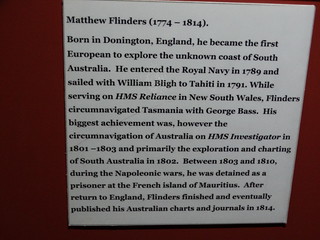 Matthew Flinders (1774 – 1814).
Born in Donington, England, he became the first
European to explore the unknown coast of South
Australia. He entered the Royal Navy in 1789 and
sailed with William Bligh to Tahiti in 1791. While
serving on HMS Reliance in New South Wales, Flinders
circumnavigated Tasmania with George Bass. His
biggest achievement was, however the
circumnavigation of Australia on HMS Investigator in
1801 –1803 and primarily the exploration and charting
of South Australia in 1802. Between 1803 and 1810,
during the Napoleonic wars, he was detained as a
prisoner at the French island of Mauritius. After
return to England, Flinders finished and eventually
published his Australian charts and journals in 1814.